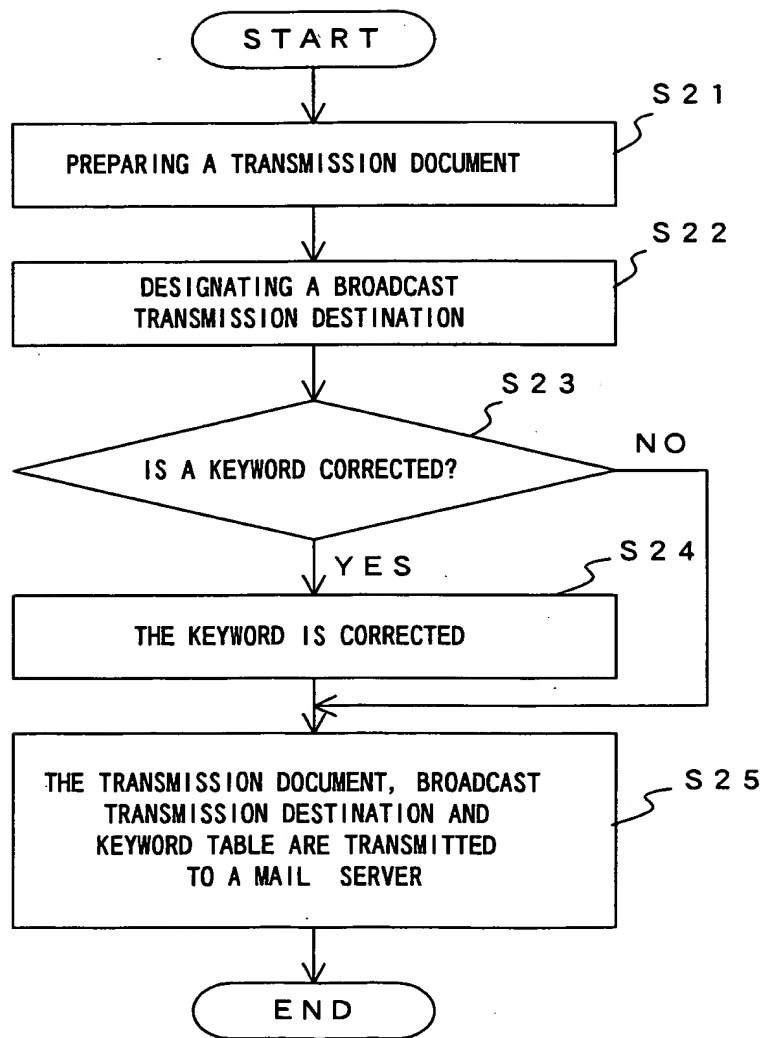 START
S21
PREPARING A TRANSMISSION DOCUMENT
S22
DESIGNATING A BROADCAST
TRANSMISSION DESTINATION
S23
IS A KEYWORD CORRECTED?
NO
YES
S24
THE KEYWORD IS CORRECTED
THE TRANSMISSION DOCUMENT, BROADCAST
TRANSMISSION DESTINATION AND
KEYWORD TABLE ARE TRANSMITTED
TO A MAIL SERVER
S25
END